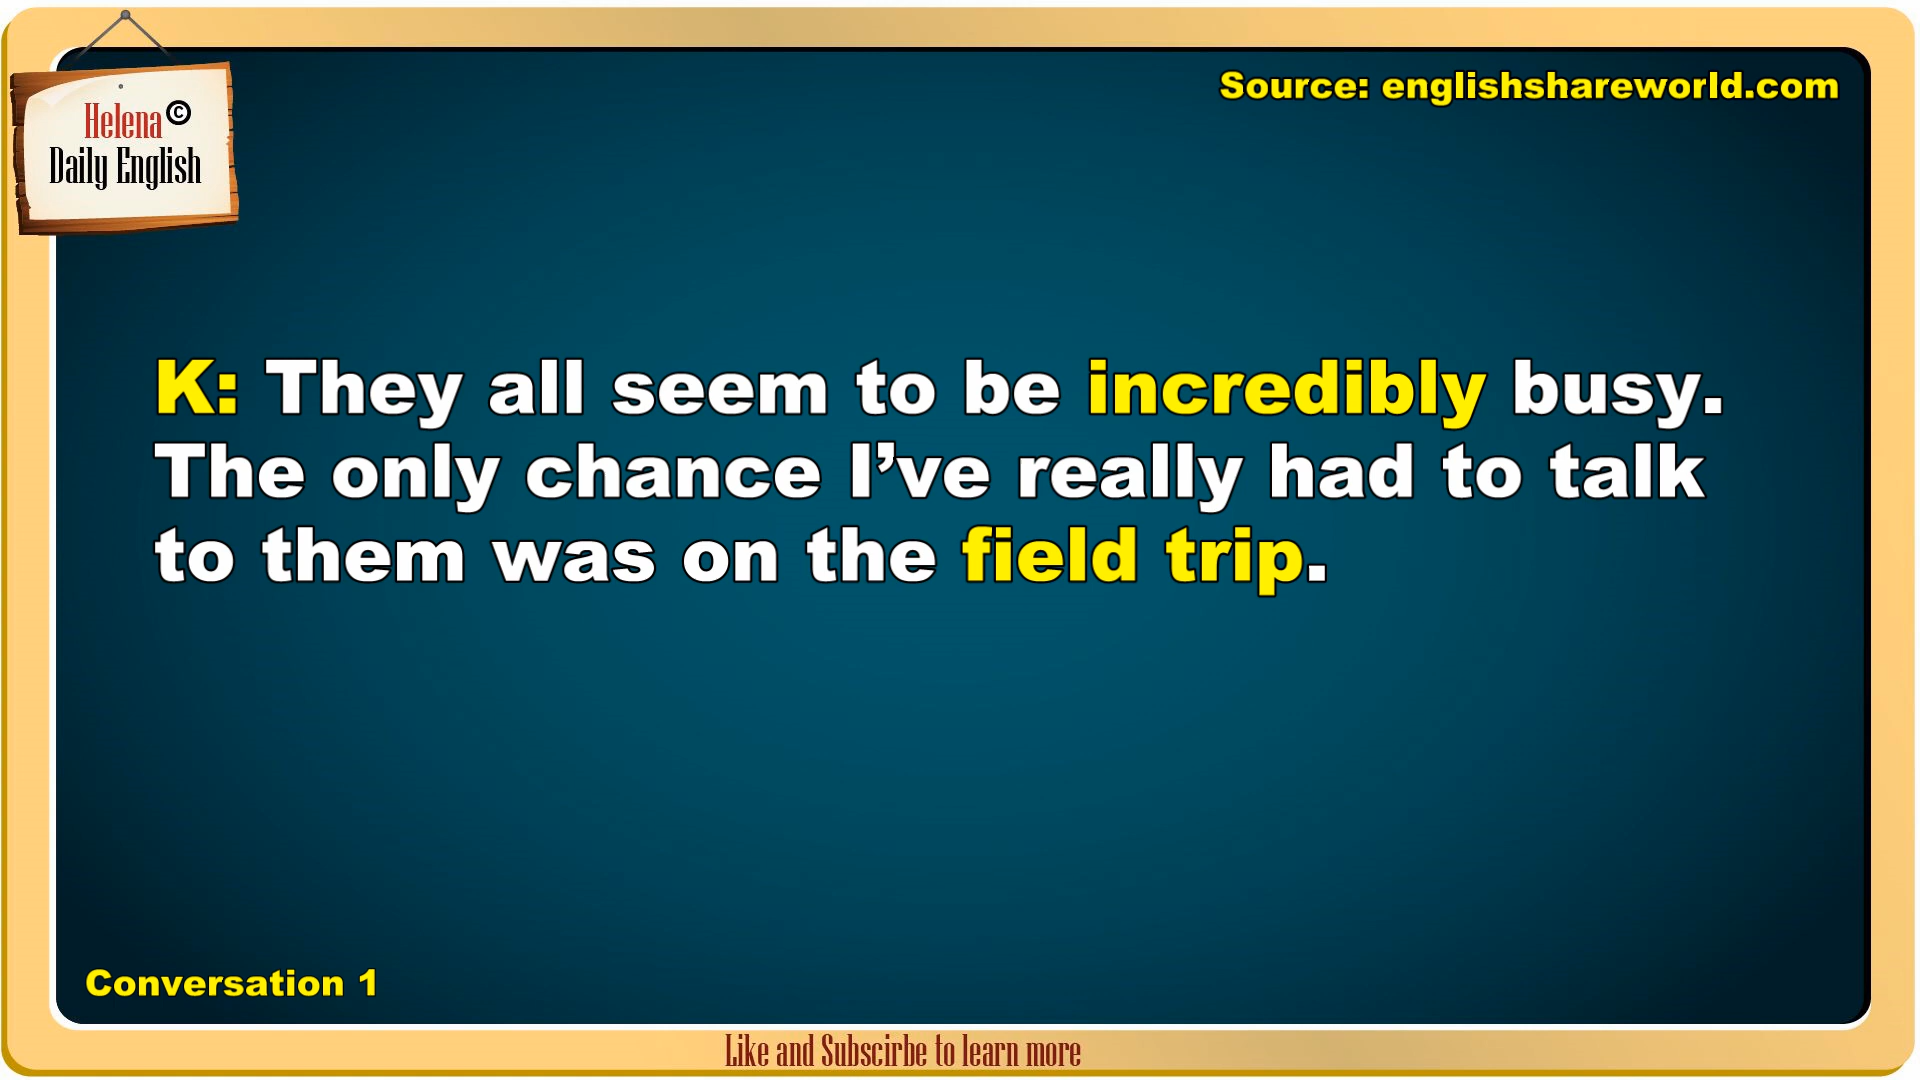 Helena ©
Daily English
Source: englishshareworld.com
K: They all seem to be incredibly busy.
The only chance I’ve really had to talk
to them was on the field trip.
Conversation 1
Like and Subscirbe to learn more